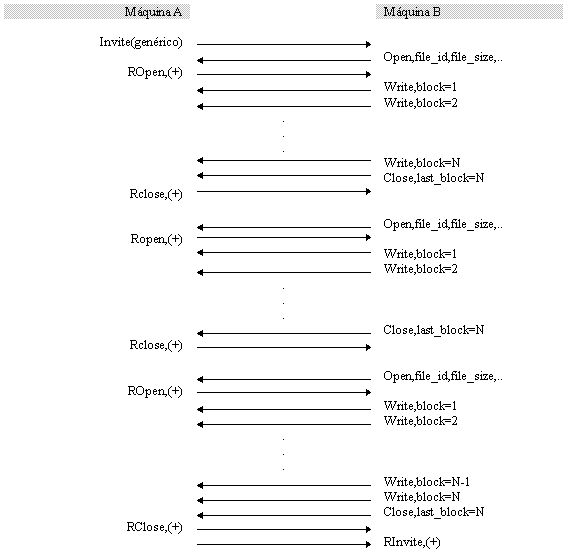 Máquina A Máquina B
Invite(genérico)
Open,file_id,file_size,..
ROpen,(+)
Write,block=1
Write,block=2
Write,block=N
Close,last_block=N
Rclose,(+)
Open,file_id,file_size,..
Ropen,(+)
Write,block=1
Write,block=2
Close,last_block=N
Rclose,(+)
Open,file_id,file_size,..
ROpen,(+)
Write,block=1
Write,block=2
Write,block=N-1
Write,block=N
Close,last_block=N
RClose,(+)
RInvite,(+)